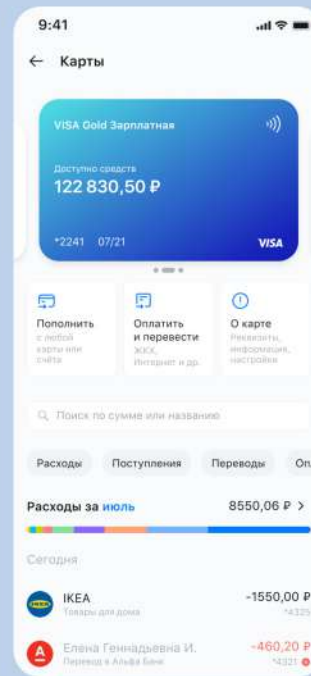 9:41
Карты
VISA Gold Зарплатная
Доступно средств
122 830,50 ₽
*2241 07/21
VISA
Пополнить
с любой
карты или
счёта
Оплатить
и перевести
ЖКХ,
Интернет и др.
О карте
Реквизиты,
информация,
настройки
Поиск по сумме или названию
Расходы Поступления Переводы Оп
Расходы за июль 8550,06 ₽ >
Сегодня
IKEA -1550,00 ₽
Товары для дома *4325
Елена Геннадьевна И. -460,20 ₽
Перевод в Альфа Банк *4321